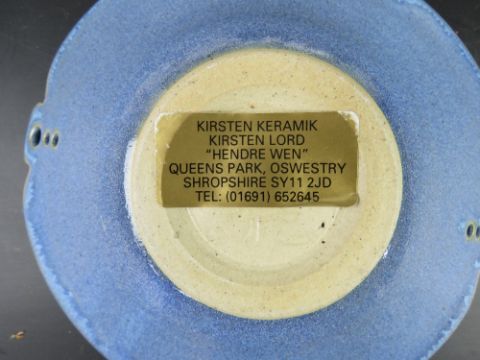 KIRSTEN KERAMIK
KIRSTEN LORD
"HENDRE WEN"
QUEENS PARK, OSWESTRY
SHROPSHIRE SY11 2JD
TEL: (01691) 652645